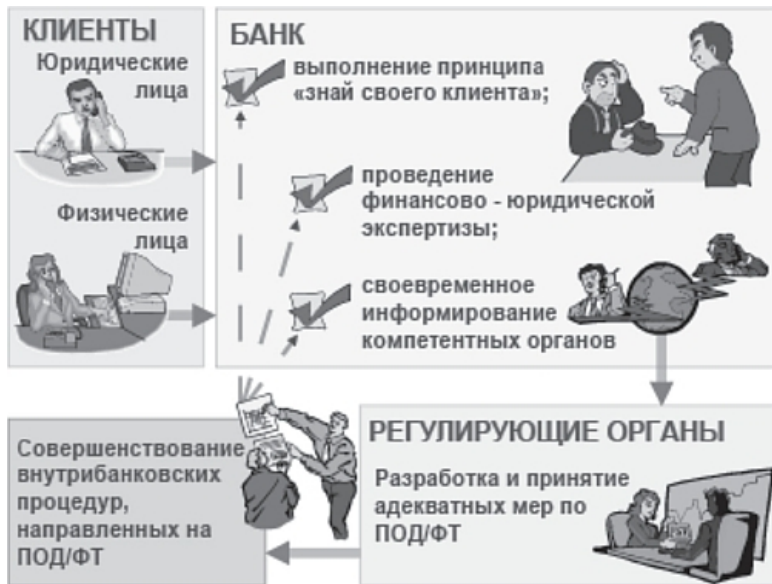 КЛИЕНТЫ
Юридические
лица
Физические
лица
БАНК
выполнение принципа
«знай своего клиента»;
проведение
финансово - юридической
экспертизы;
своевременное
информирование
компетентных органов
РЕГУЛИРУЮЩИЕ ОРГАНЫ
Разработка и принятие
адекватных мер по
ПОД/ФТ
Совершенствование
внутрибанковских
процедур,
направленных на
ПОД/ФТ